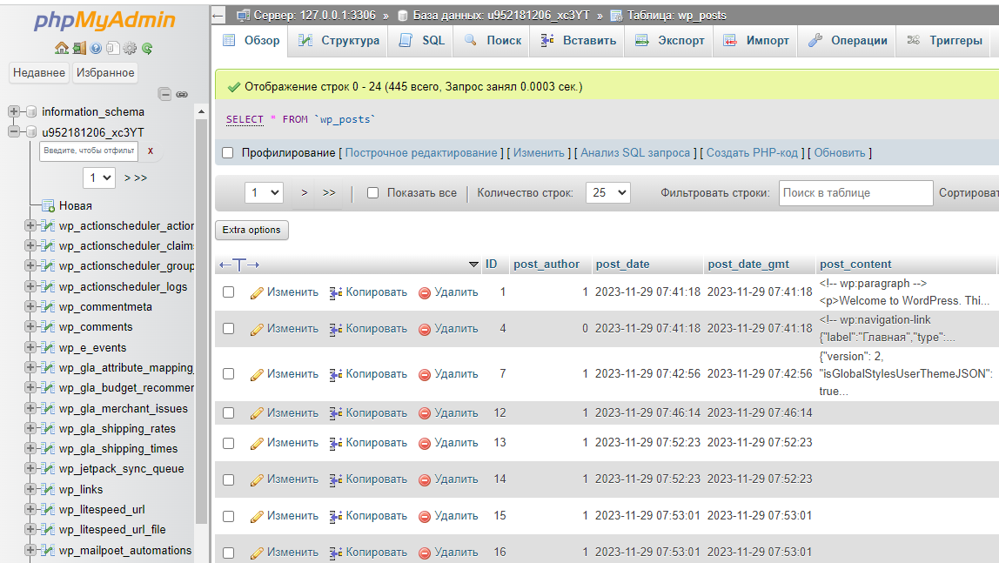 phpMyAdmin
Недавнее Избранное
information_schema
u952181206_xc3YT
Введите, чтобы отфильт X
1 > >>
Новая
wp_actionscheduler_action
wp_actionscheduler_claim
wp_actionscheduler_group
wp_actionscheduler_logs
wp_commentmeta
wp_comments
wp_e_events
wp_gla_attribute_mapping_
wp_gla_budget_recommen
wp_gla_merchant_issues
wp_gla_shipping_rates
wp_gla_shipping_times
wp_jetpack_sync_queue
wp_links
wp_litespeed_url
wp_litespeed_url_file
wp_mailpoet_automations
Сервер: 127.0.0.1:3306 » База данных: u952181206_xc3YT » Таблица: wp_posts
Обзор Структура SQL Поиск Вставить Экспорт Импорт Операции Триггеры
Отображение строк 0 - 24 (445 всего, Запрос занял 0.0003 сек.)
SELECT * FROM `wp_posts`
Профилирование [ Построчное редактирование ] [ Изменить ] [ Анализ SQL запроса ] [ Создать PHP-код ] [ Обновить ]
1 > >> Показать все Количество строк: 25 Фильтровать строки: Поиск в таблице Сортироват
Extra options
←T→ ID post_author post_date post_date_gmt post_content
Изменить Копировать Удалить 1 1 2023-11-29 07:41:18 2023-11-29 07:41:18 <!-- wp:paragraph -->
<p>Welcome to WordPress. Thi...
Изменить Копировать Удалить 4 0 2023-11-29 07:41:18 2023-11-29 07:41:18 <!-- wp:navigation-link
{"label":"Главная","type":...
Изменить Копировать Удалить 7 1 2023-11-29 07:42:56 2023-11-29 07:42:56 {"version": 2,
"isGlobalStylesUserThemeJSON":
true...
Изменить Копировать Удалить 12 1 2023-11-29 07:46:14 2023-11-29 07:46:14
Изменить Копировать Удалить 13 1 2023-11-29 07:52:23 2023-11-29 07:52:23
Изменить Копировать Удалить 14 1 2023-11-29 07:52:23 2023-11-29 07:52:23
Изменить Копировать Удалить 15 1 2023-11-29 07:53:01 2023-11-29 07:53:01
Изменить Копировать Удалить 16 1 2023-11-29 07:53:01 2023-11-29 07:53:01